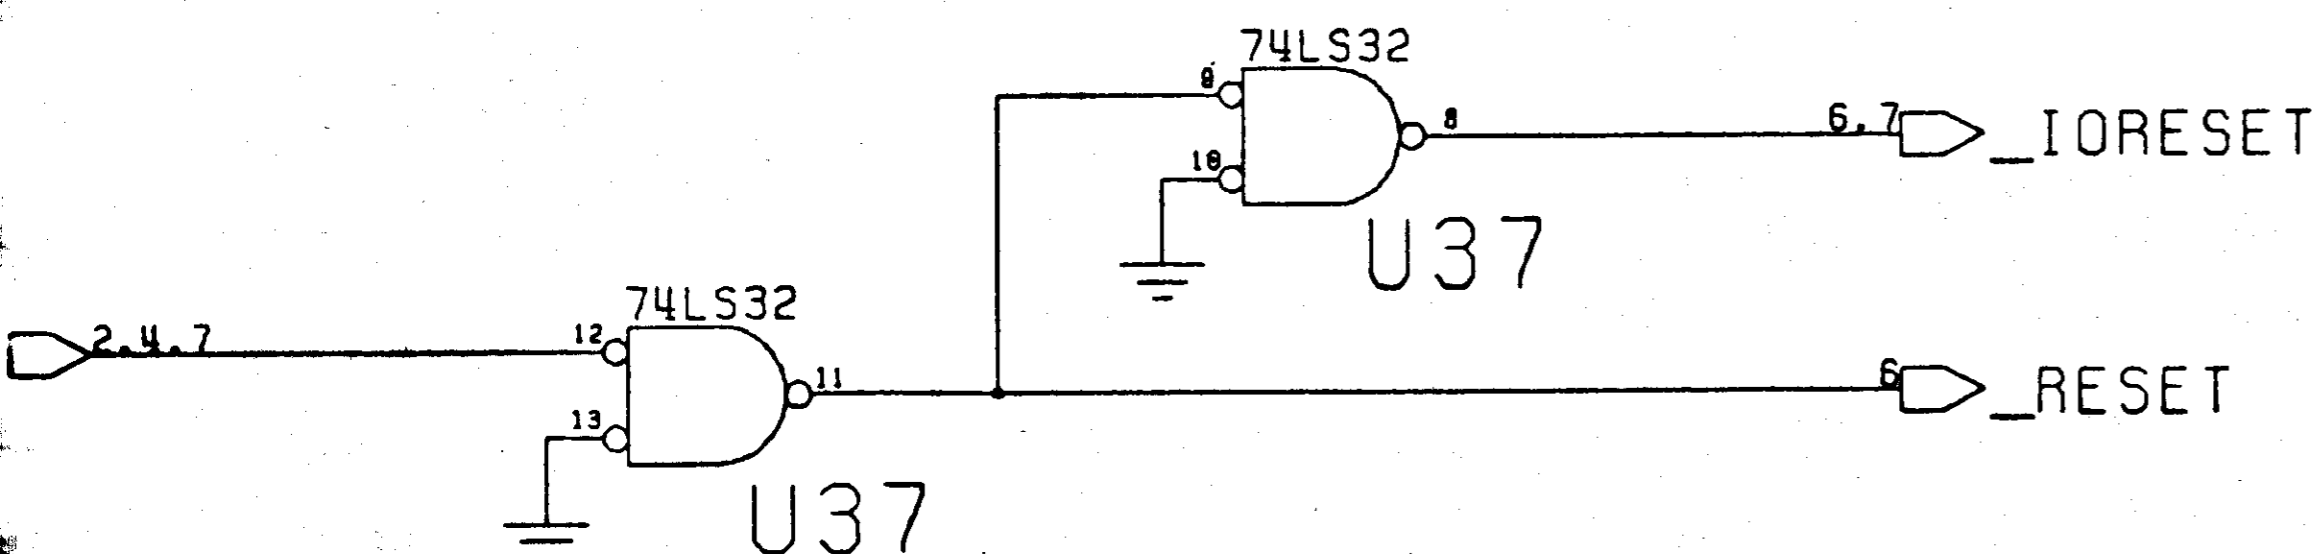 74LS32
9
8
6.7
_IORESET
10
U37
74LS32
2.4.7
12
11
6
_RESET
13
U37